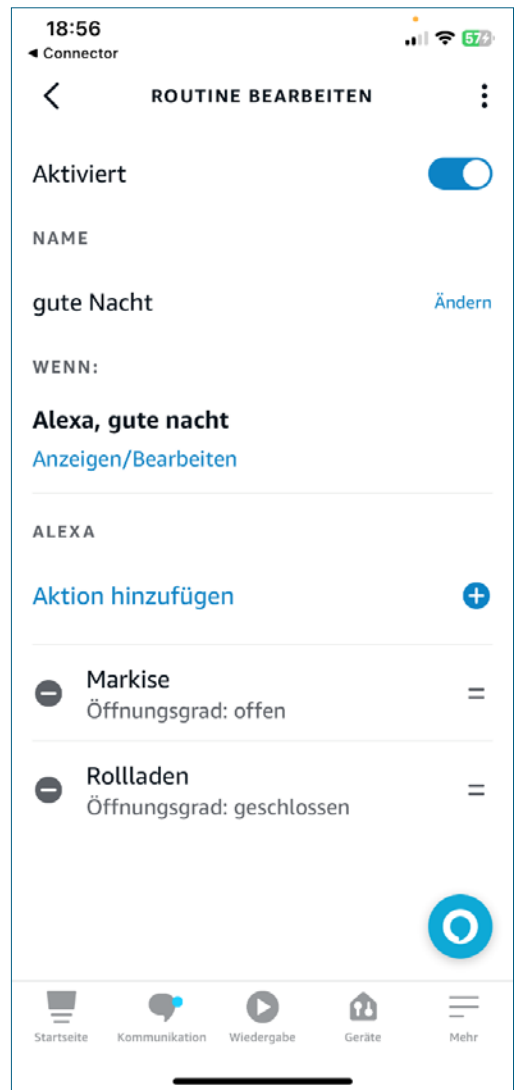 18:56
57
◄ Connector
ROUTINE BEARBEITEN
Aktiviert
NAME
gute Nacht
Ändern
WENN:
Alexa, gute nacht
Anzeigen/Bearbeiten
ALEXA
Aktion hinzufügen
Markise
Öffnungsgrad: offen
Rollladen
Öffnungsgrad: geschlossen
Startseite Kommunikation Wiedergabe Geräte Mehr